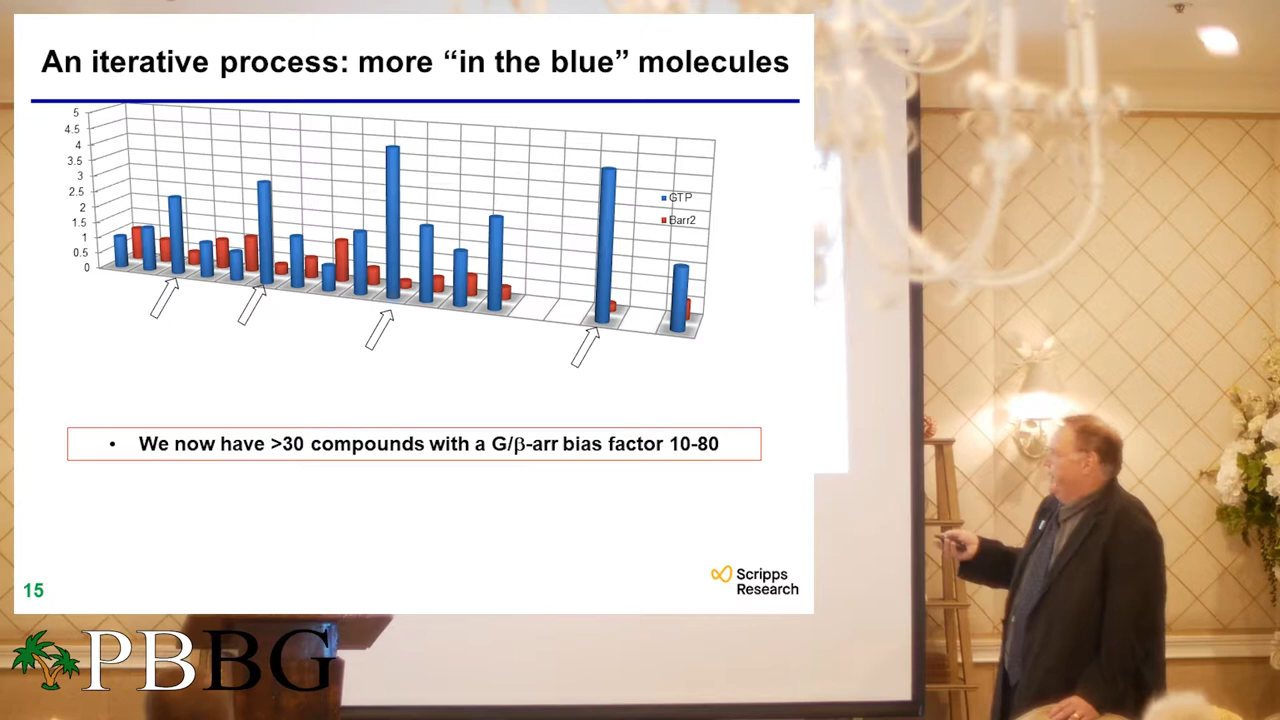 An iterative process: more “in the blue” molecules
5
4.5
4
3.5
3
2.5
2
1.5
1
0.5
0
GTP
Barr2
• We now have >30 compounds with a G/β-arr bias factor 10-80
15
Scripps
Research
PBBG